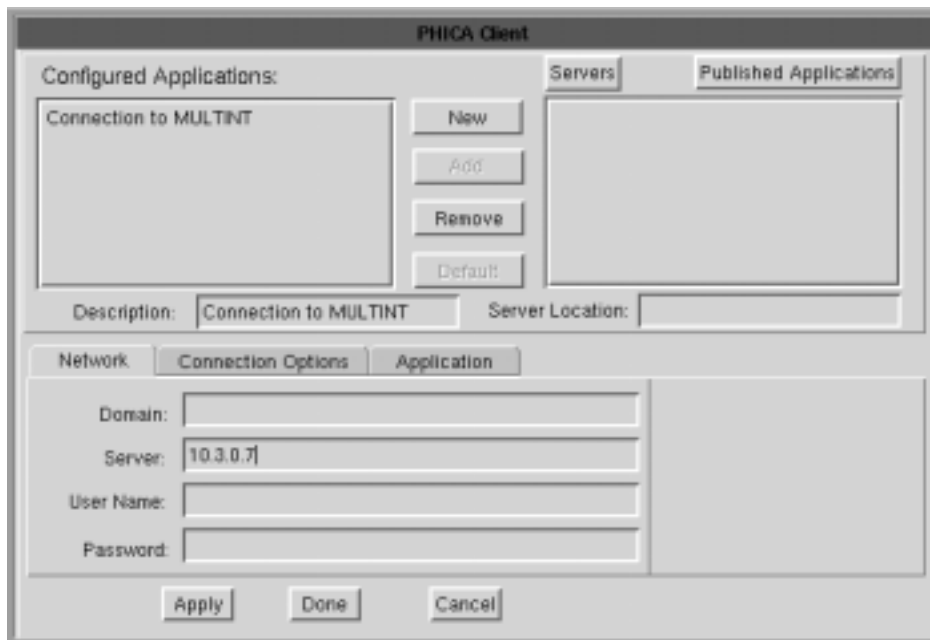 PHICA Client
Configured Applications:
Servers
Published Applications
Connection to MULTINT
New
Add
Remove
Default
Description: Connection to MULTINT
Server Location:
Network Connection Options Application
Domain:
Server: 10.3.0.7
User Name:
Password:
Apply Done Cancel